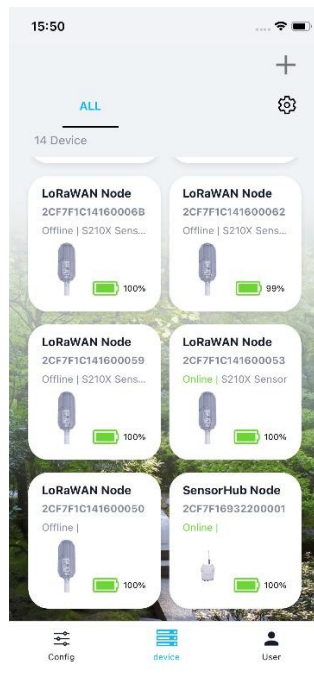 15:50
ALL
14 Device
LoRaWAN Node
2CF7F1C14160006B
Offline | S210X Sens...
100%
LoRaWAN Node
2CF7F1C141600062
Offline | S210X Sens...
99%
LoRaWAN Node
2CF7F1C141600059
Offline | S210X Sens...
100%
LoRaWAN Node
2CF7F1C141600053
Online | S210X Sensor
100%
LoRaWAN Node
2CF7F1C141600050
Offline |
100%
SensorHub Node
2CF7F16932200001
Online |
100%
Config
device
User